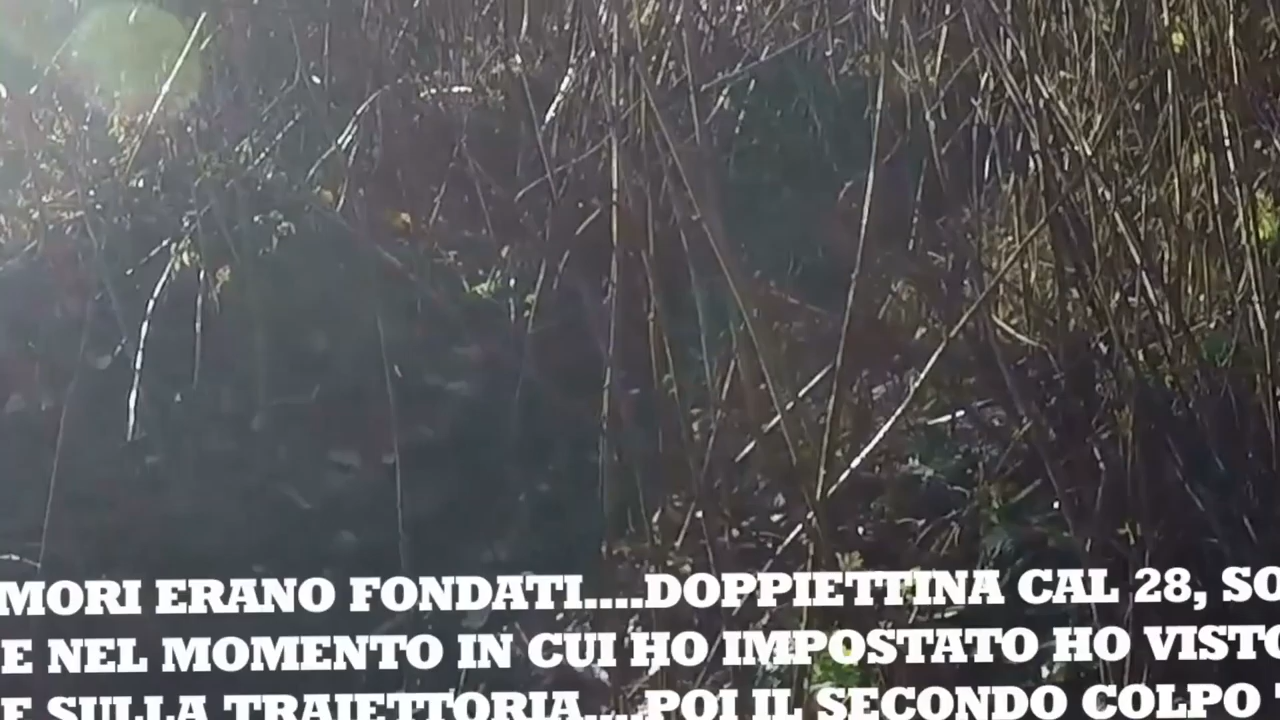 MORI ERANO FONDATI....DOPPIETTINA CAL 28, SO
E NEL MOMENTO IN CUI HO IMPOSTATO HO VISTO
E SULLA TRAIETTORIA....POI IL SECONDO COLPO